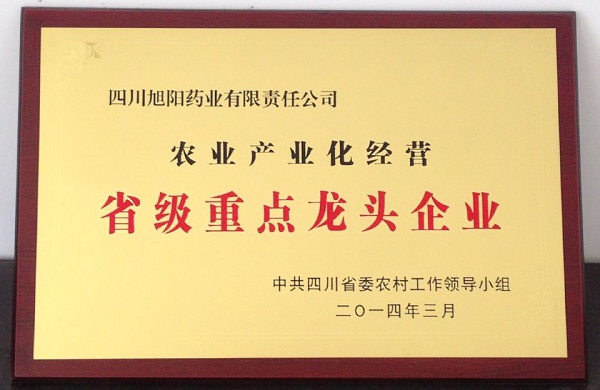 四川旭阳药业有限责任公司
农业产业化经营
省级重点龙头企业
中共四川省委农村工作领导小组
二〇一四年三月